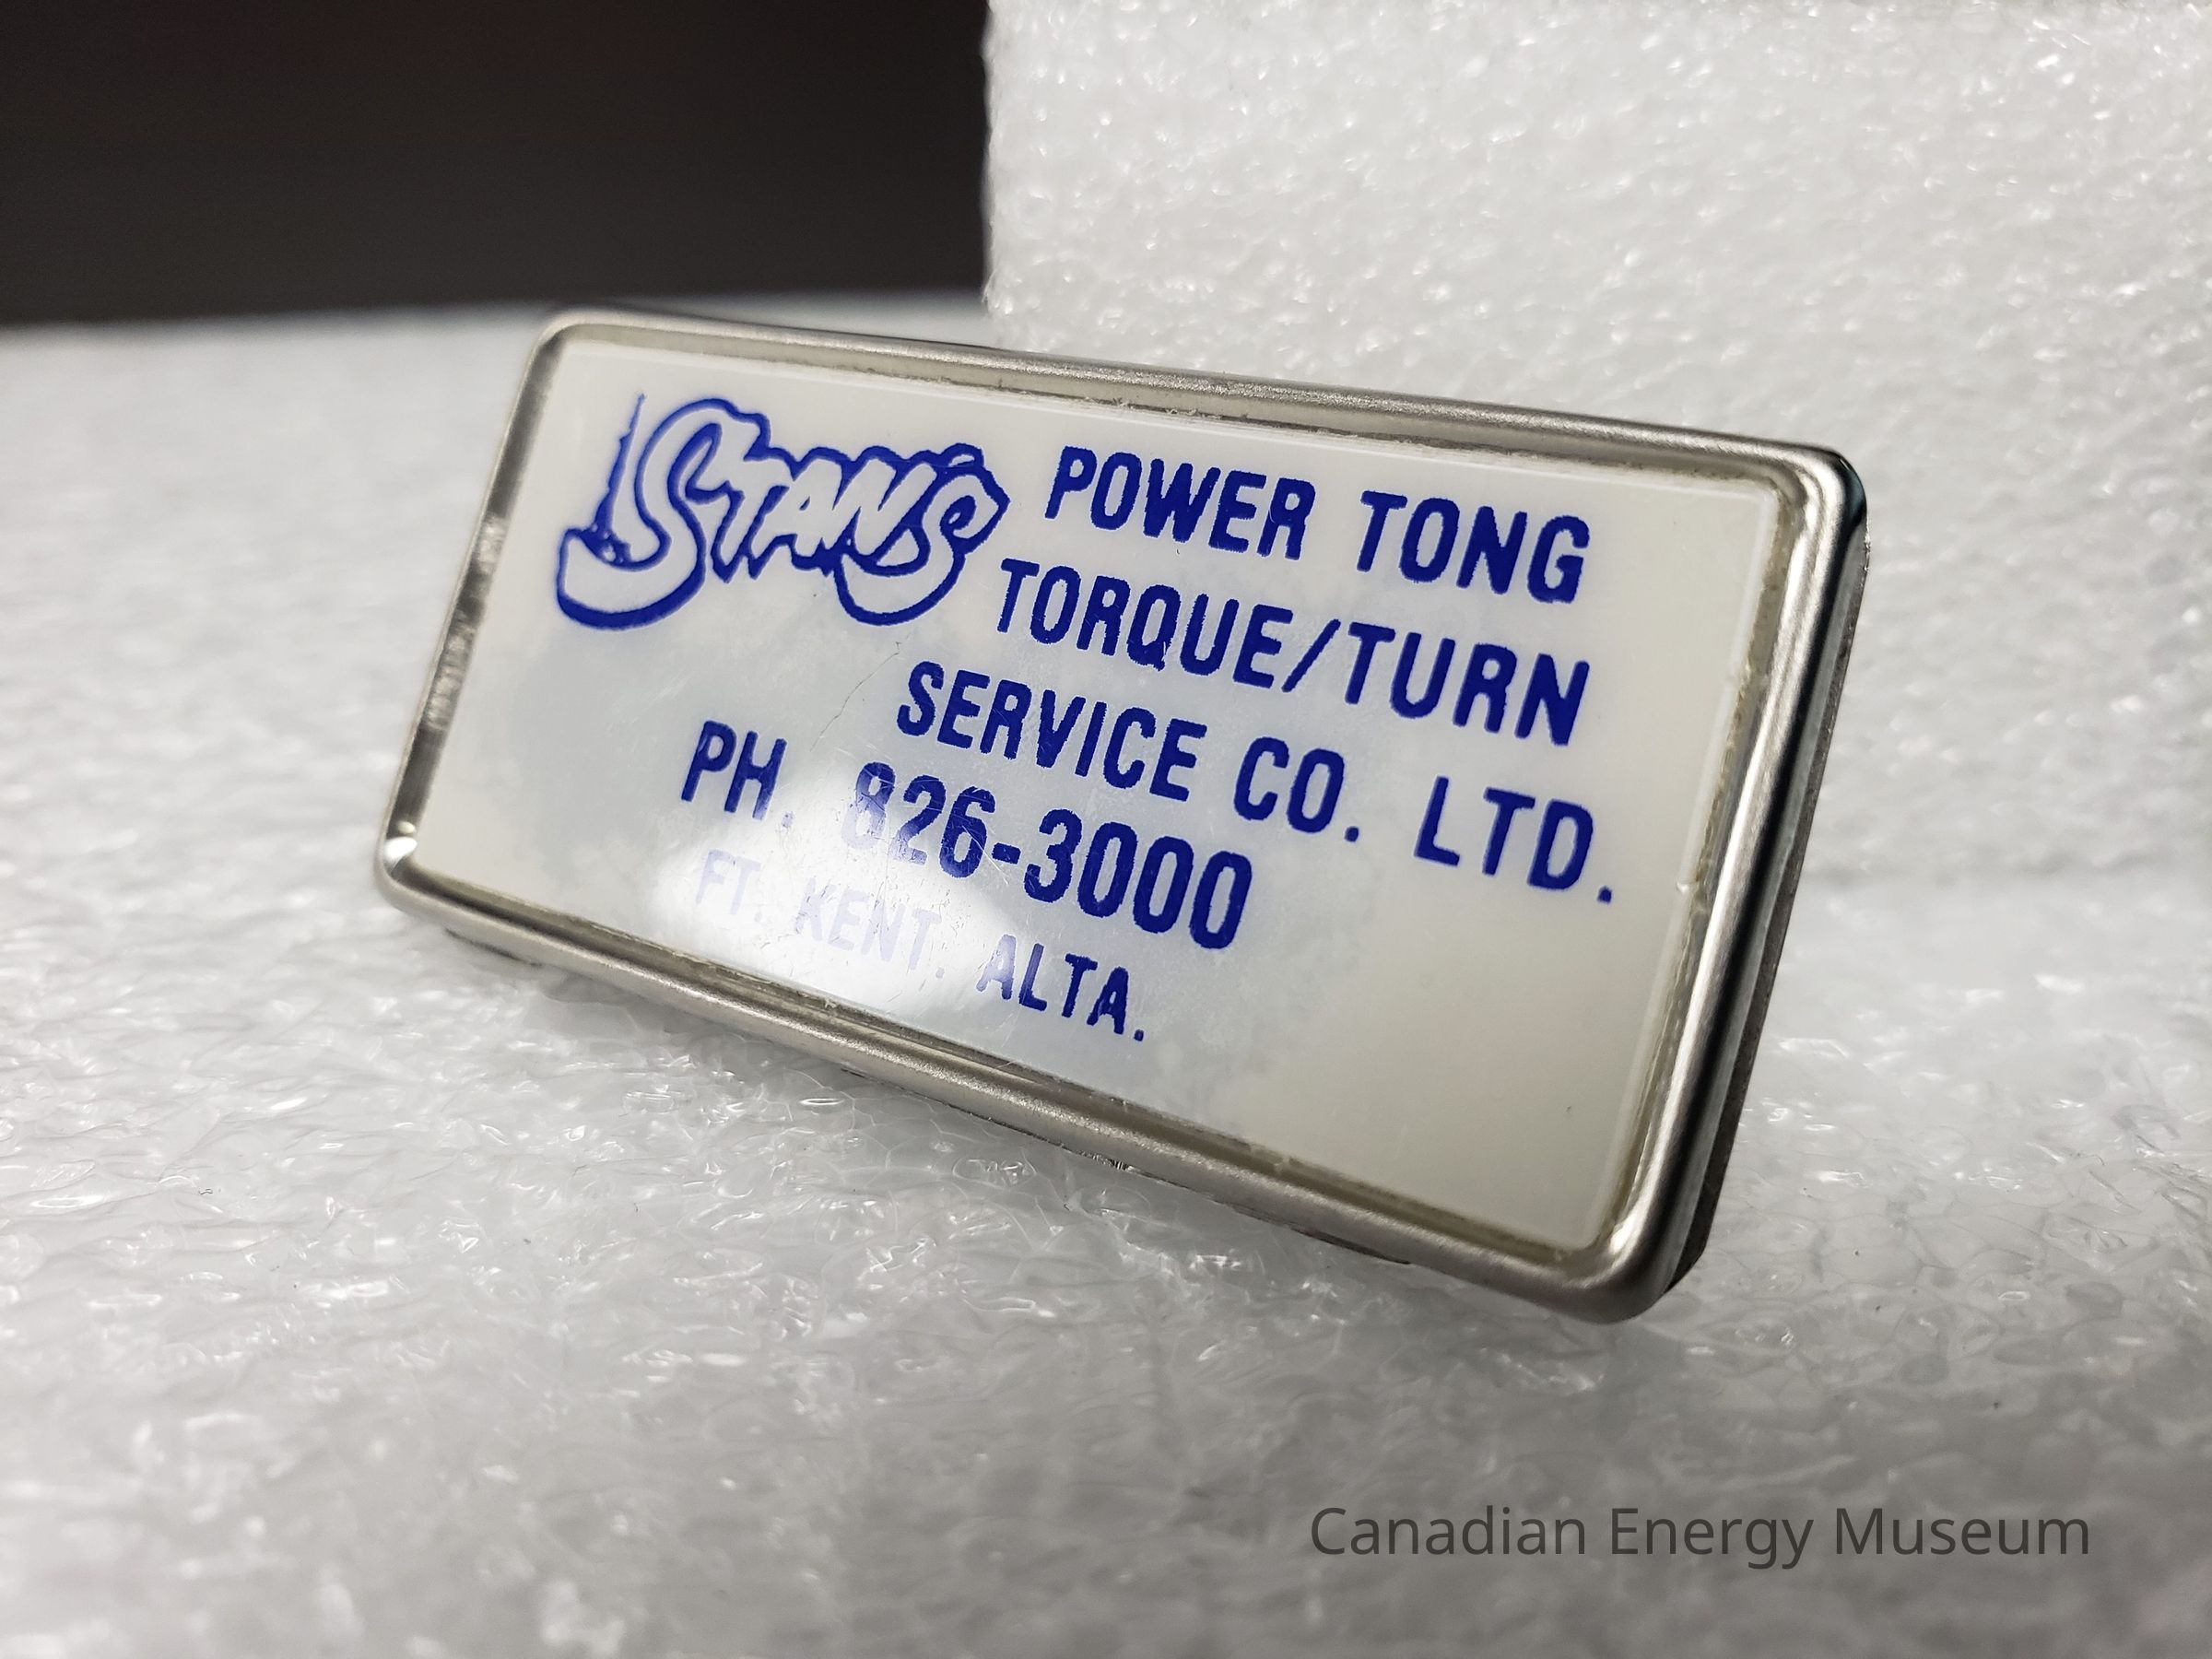 STAN'S POWER TONG
TORQUE/TURN
SERVICE CO. LTD.
PH. 826-3000
FT. KENT. ALTA.
Canadian Energy Museum